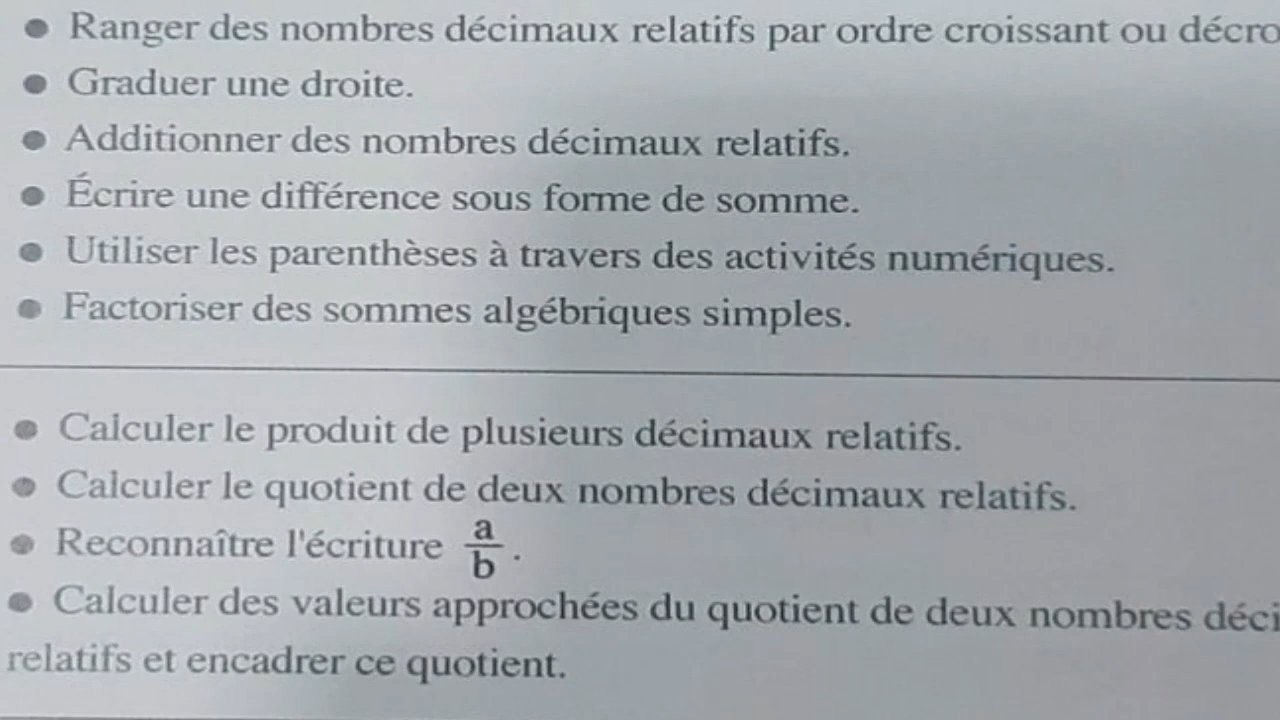 ● Ranger des nombres décimaux relatifs par ordre croissant ou décro
● Graduer une droite.
● Additionner des nombres décimaux relatifs.
● Écrire une différence sous forme de somme.
● Utiliser les parenthèses à travers des activités numériques.
● Factoriser des sommes algébriques simples.
● Calculer le produit de plusieurs décimaux relatifs.
● Calculer le quotient de deux nombres décimaux relatifs.
● Reconnaître l'écriture a/b.
● Calculer des valeurs approchées du quotient de deux nombres déci
relatifs et encadrer ce quotient.